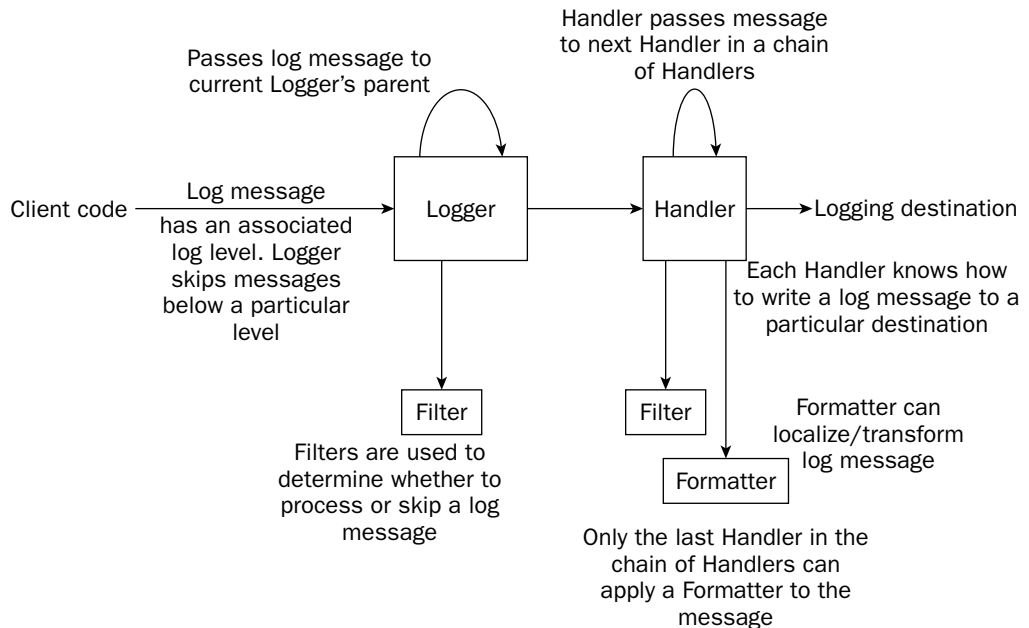 Handler passes message
to next Handler in a chain
of Handlers
Passes log message to
current Logger's parent
Client code
Log message
has an associated
log level. Logger
skips messages
below a particular
level
Logger
Handler
Logging destination
Each Handler knows how
to write a log message to a
particular destination
Filter
Filters are used to
determine whether to
process or skip a log
message
Filter
Formatter can
localize/transform
log message
Formatter
Only the last Handler in the
chain of Handlers can
apply a Formatter to the
message